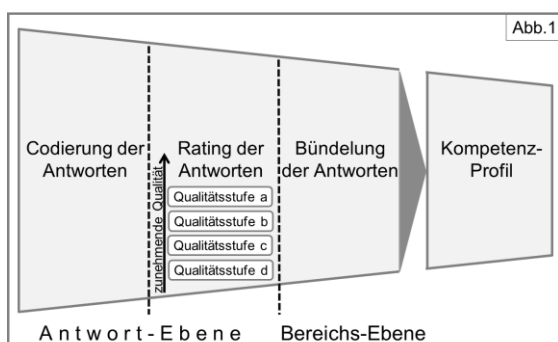 Abb.1
Codierung der
Antworten
zunehmende Qualität
Rating der
Antworten
Qualitätsstufe a
Qualitätsstufe b
Qualitätsstufe c
Qualitätsstufe d
Bündelung
der Antworten
Kompetenz-
Profil
Antwort-Ebene
Bereichs-Ebene